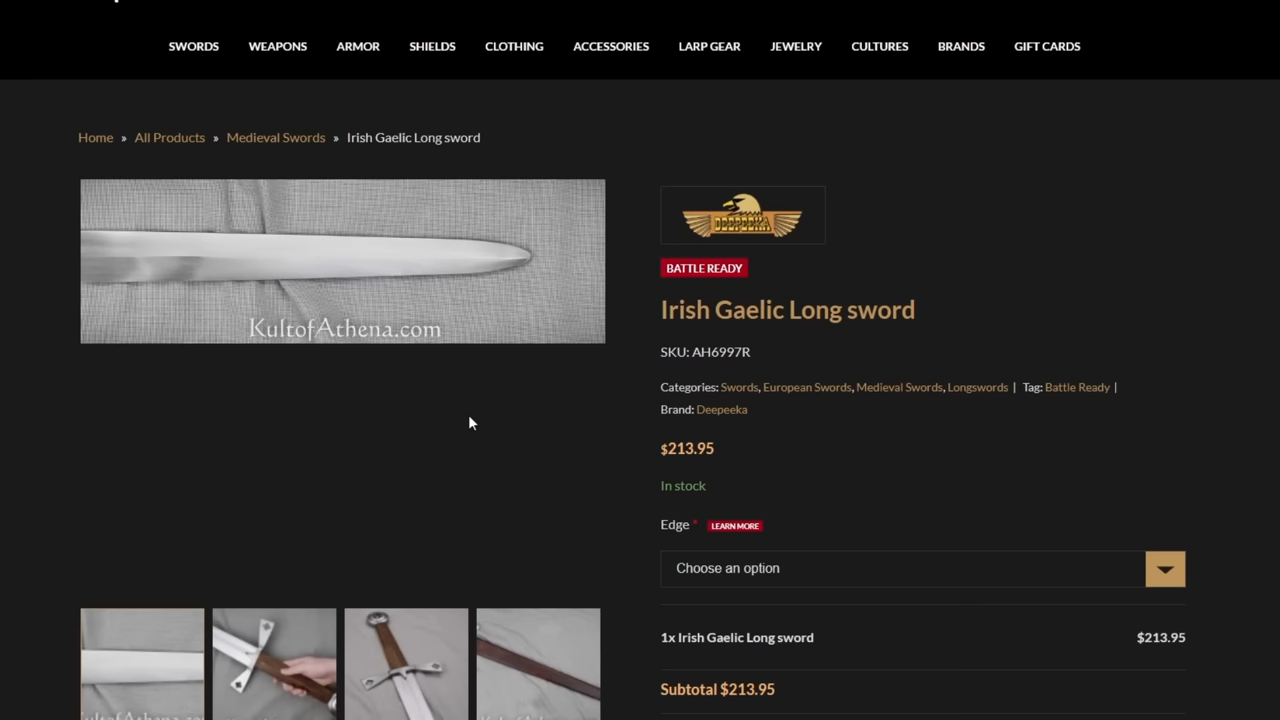 SWORDS WEAPONS ARMOR SHIELDS CLOTHING ACCESSORIES LARP GEAR JEWELRY CULTURES BRANDS GIFT CARDS
Home » All Products » Medieval Swords » Irish Gaelic Long sword
KultofAthena.com
DEEPEEKA
BATTLE READY
Irish Gaelic Long sword
SKU: AH6997R
Categories: Swords, European Swords, Medieval Swords, Longswords | Tag: Battle Ready |
Brand: Deepeeka
$213.95
In stock
Edge * LEARN MORE
Choose an option
1x Irish Gaelic Long sword $213.95
Subtotal $213.95